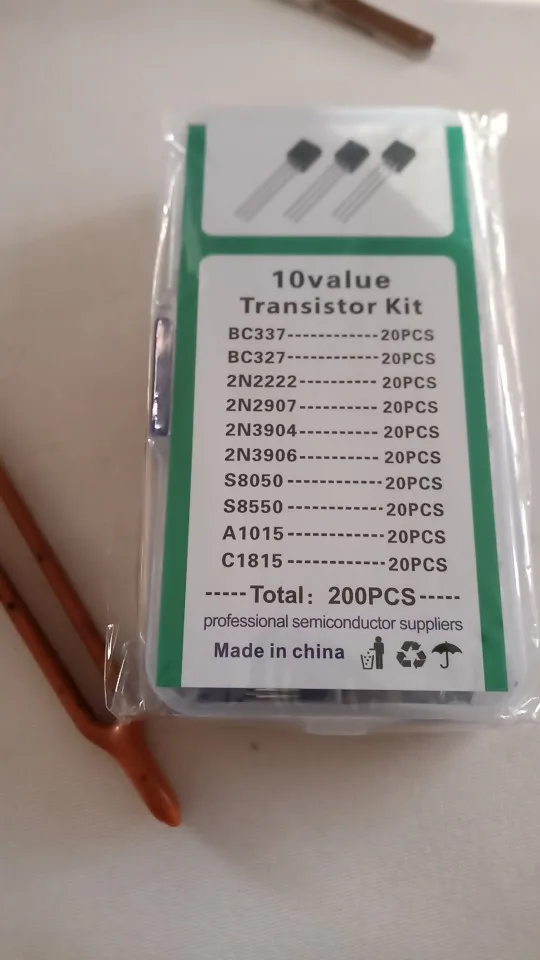 10value
Transistor Kit
BC337------------20PCS
BC327------------20PCS
2N2222----------- 20PCS
2N2907----------- 20PCS
2N3904----------- 20PCS
2N3906----------- 20PCS
S8050 ------------- 20PCS
S8550 ------------- 20PCS
A1015 ------------- 20PCS
C1815 -------------20PCS
-----Total: 200PCS-----
professional semiconductor suppliers
Made in china